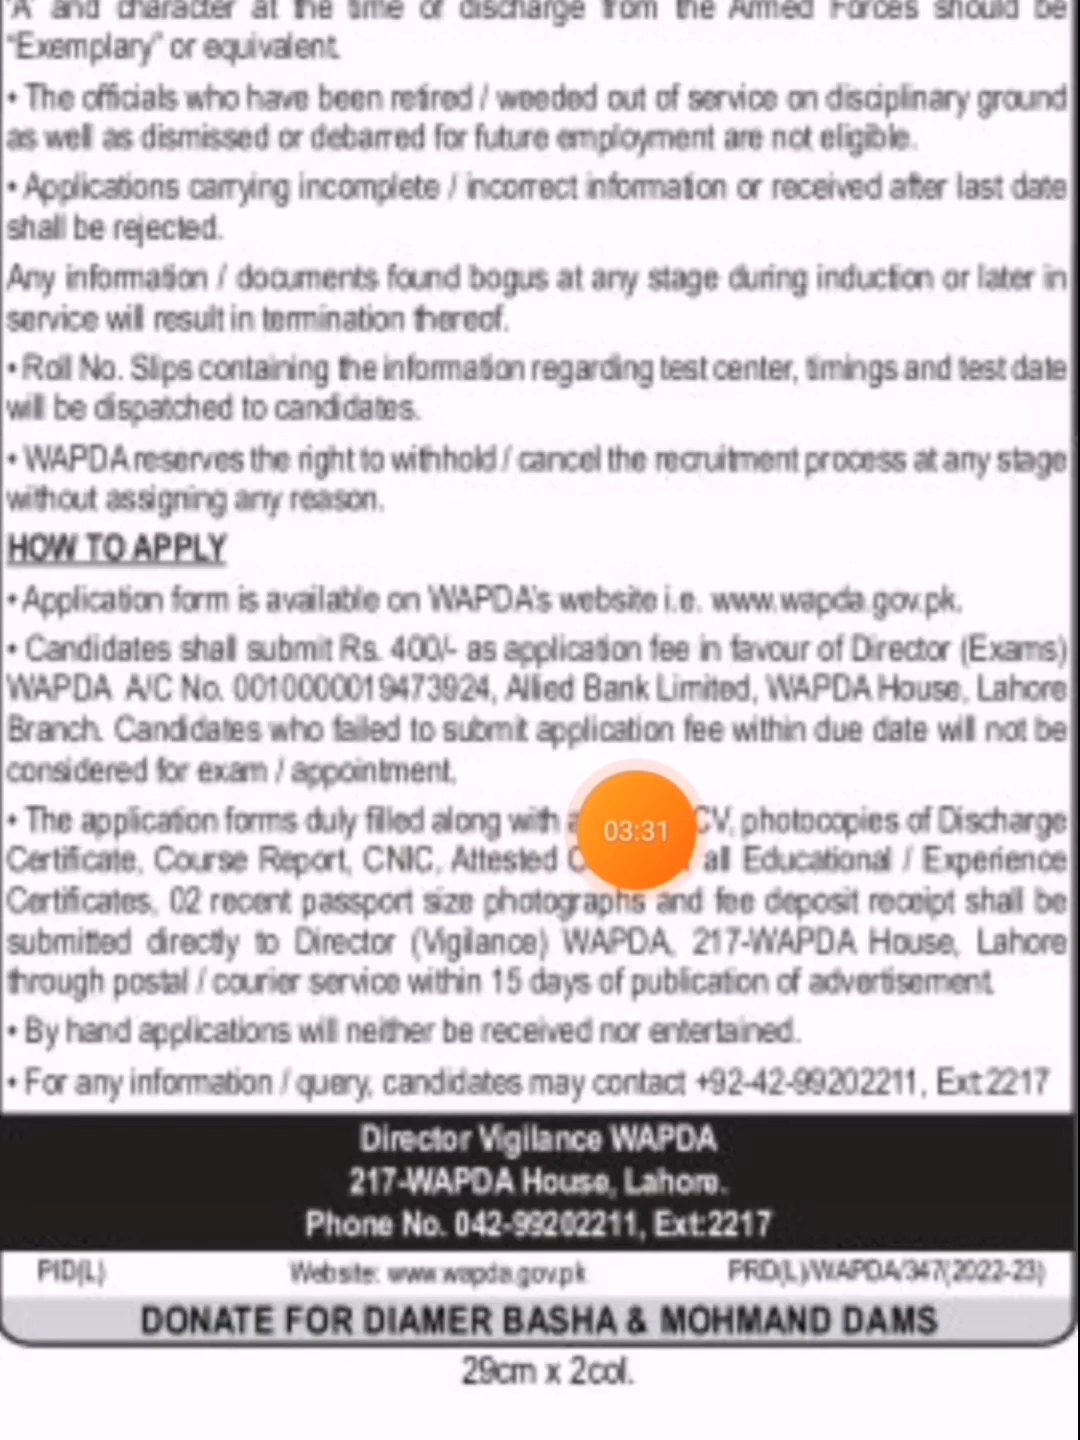 'A' and character at the time of discharge from the Armed Forces should be
"Exemplary" or equivalent.
• The officials who have been retired / weeded out of service on disciplinary ground
as well as dismissed or debarred for future employment are not eligible.
• Applications carrying incomplete / incorrect information or received after last date
shall be rejected.
Any information / documents found bogus at any stage during induction or later in
service will result in termination thereof.
• Roll No. Slips containing the information regarding test center, timings and test date
will be dispatched to candidates.
• WAPDA reserves the right to withhold / cancel the recruitment process at any stage
without assigning any reason.
HOW TO APPLY
• Application form is available on WAPDA's website i.e. www.wapda.gov.pk.
• Candidates shall submit Rs. 400/- as application fee in favour of Director (Exams)
WAPDA A/C No. 0010000019473924, Allied Bank Limited, WAPDA House, Lahore
Branch. Candidates who failed to submit application fee within due date will not be
considered for exam / appointment.
• The application forms duly filled along with 03:31 CV, photocopies of Discharge
Certificate, Course Report, CNIC, Attested all Educational / Experience
Certificates, 02 recent passport size photographs and fee deposit receipt shall be
submitted directly to Director (Vigilance) WAPDA, 217-WAPDA House, Lahore
through postal / courier service within 15 days of publication of advertisement.
• By hand applications will neither be received nor entertained.
• For any information / query, candidates may contact +92-42-99202211, Ext:2217
Director Vigilance WAPDA
217-WAPDA House, Lahore.
Phone No. 042-99202211, Ext:2217
PID(L) Website: www.wapda.gov.pk PRD(L)/WAPDA/347(2022-23)
DONATE FOR DIAMER BASHA & MOHMAND DAMS
29cm x 2col.